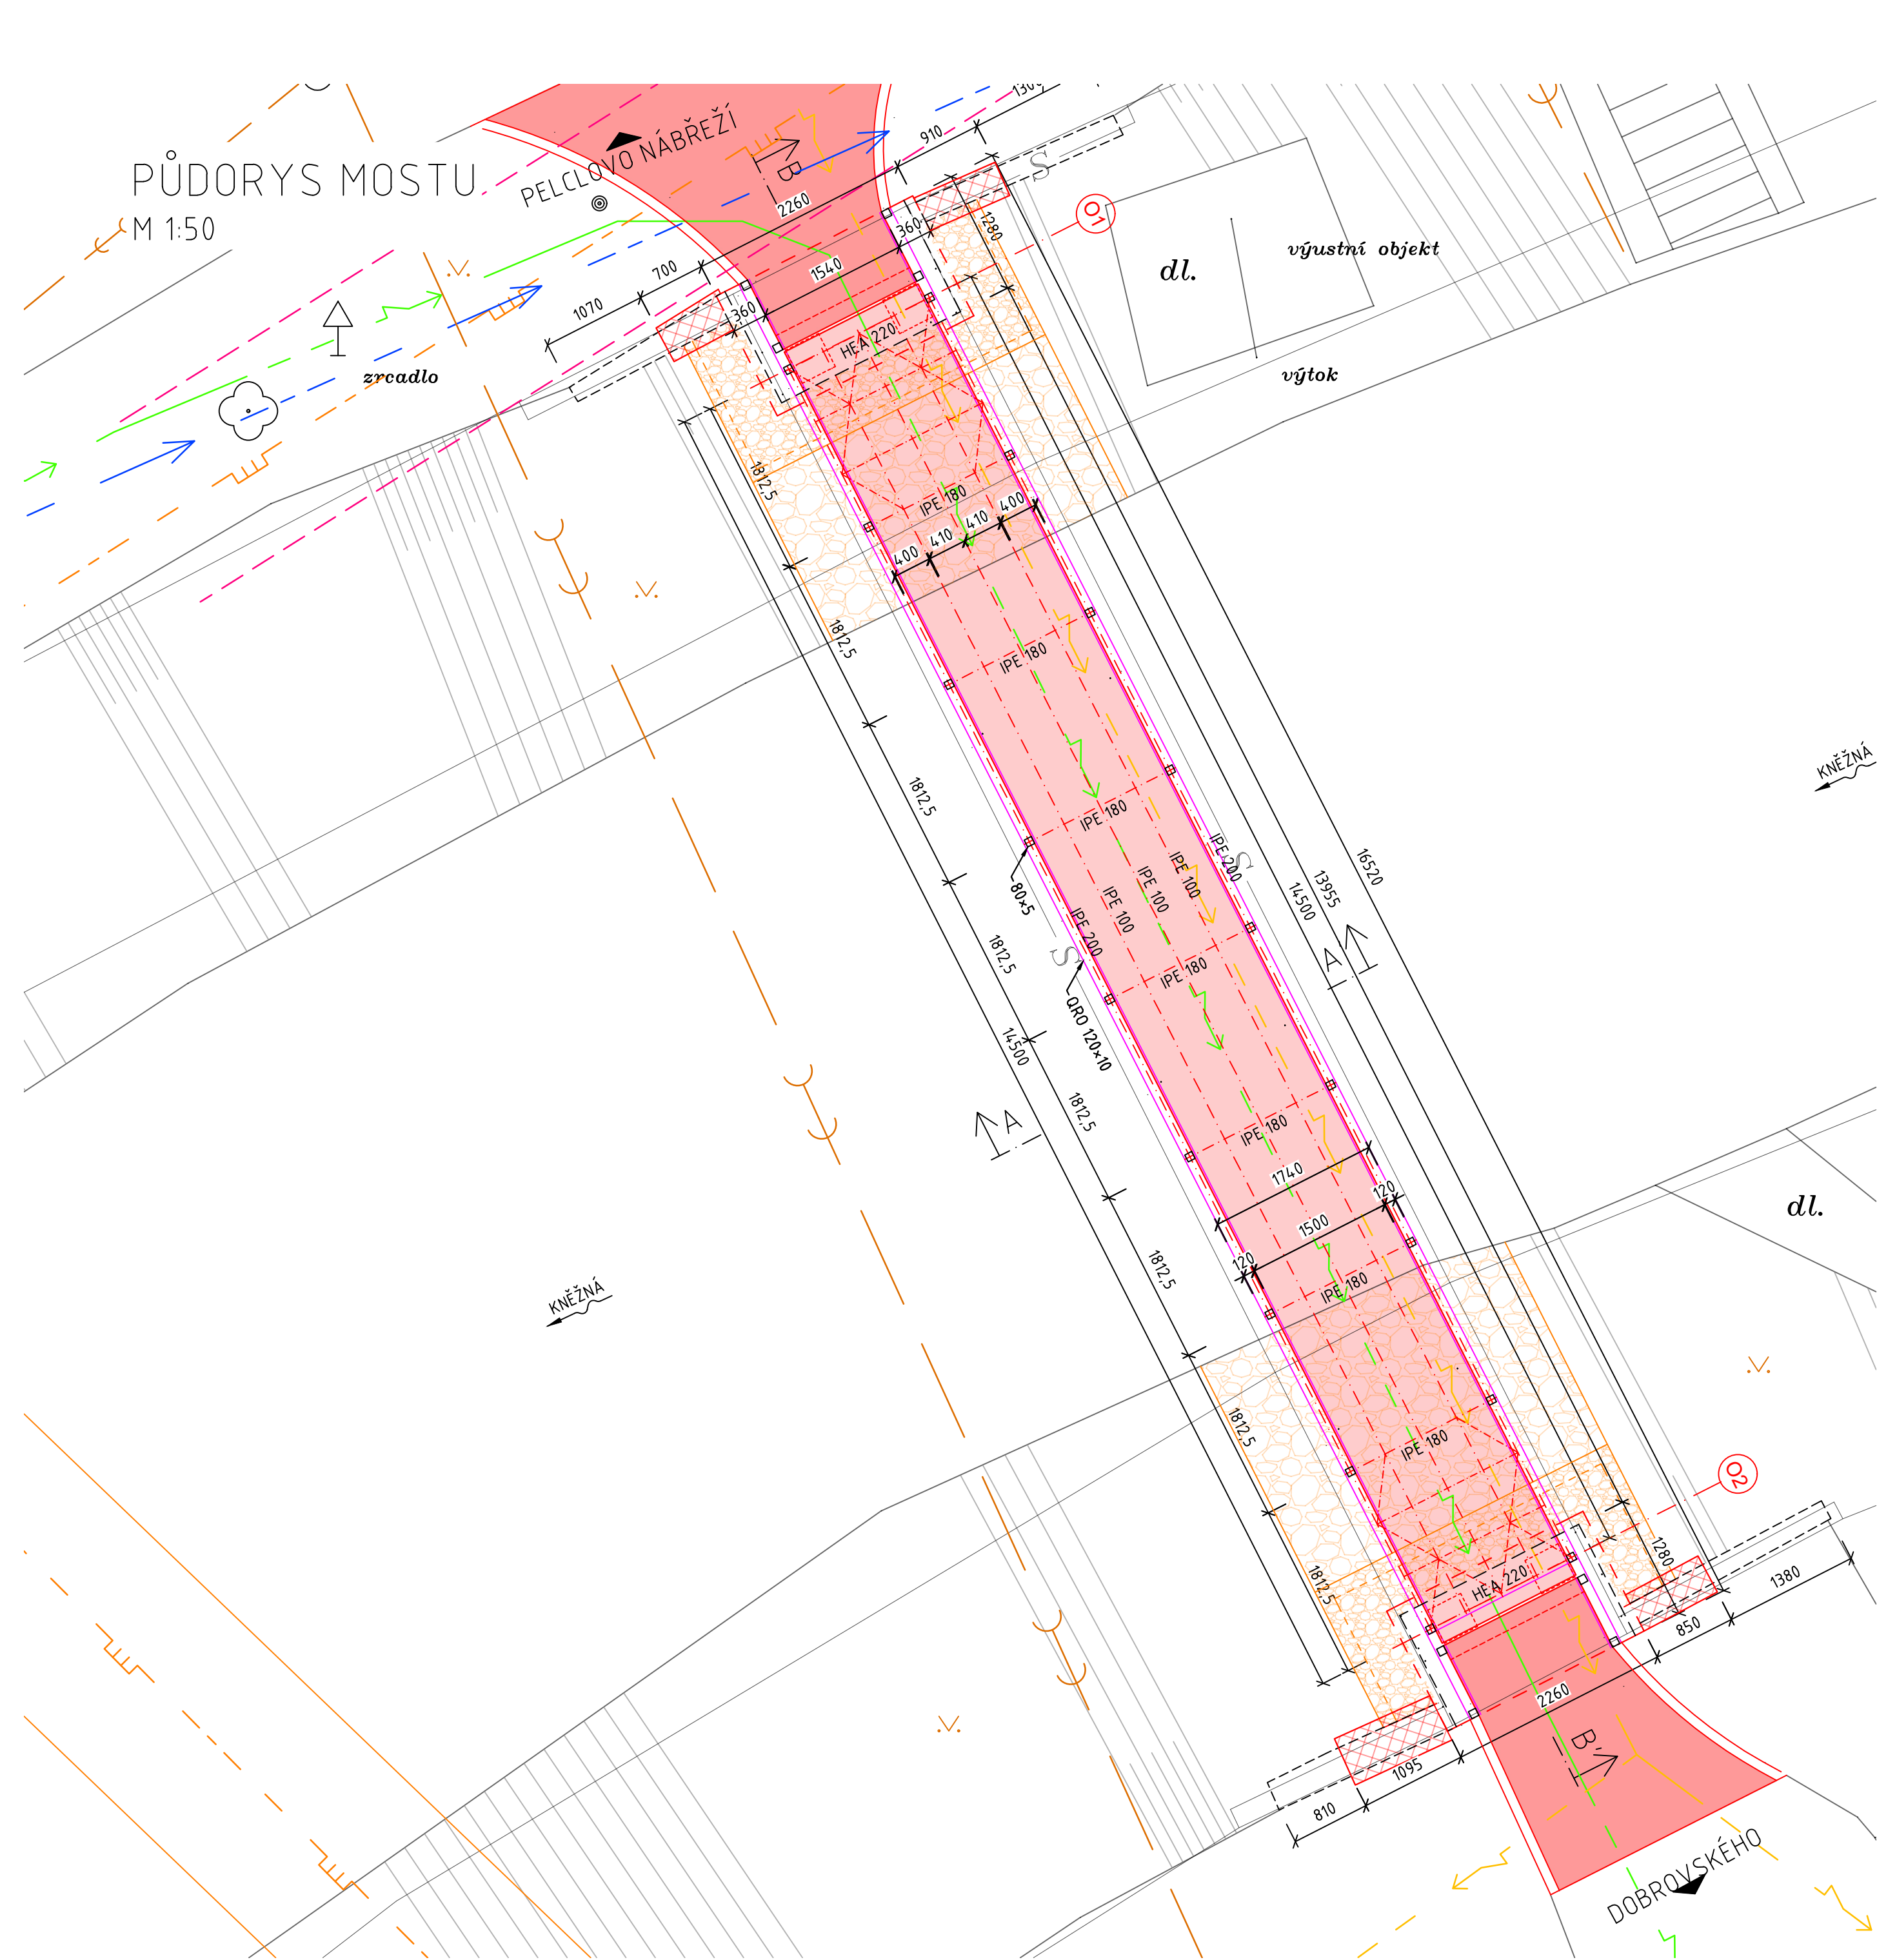 PŮDORYS MOSTU
M 1:50
PELCLOVO NÁBŘEŽÍ
B
910
2260
S
O1
360
1280
700
1540
1070
360
HEA 220
zrcadlo
dl.
výustní objekt
výtok
1812,5
IPE 180
400
410
410
400
1812,5
IPE 180
KNĚŽNÁ
1812,5
IPE 180
IPE 200
S
16520
80×5
IPE 100
IPE 100
IPE 100
13955
14500
IPE 200
1812,5
S
IPE 180
A
QRO 120×10
14500
1812,5
A
IPE 180
1740
120
1500
120
dl.
1812,5
IPE 180
KNĚŽNÁ
1812,5
IPE 180
O2
1812,5
HEA 220
1280
1380
850
2260
B'
1095
810
DOBROVSKÉHO